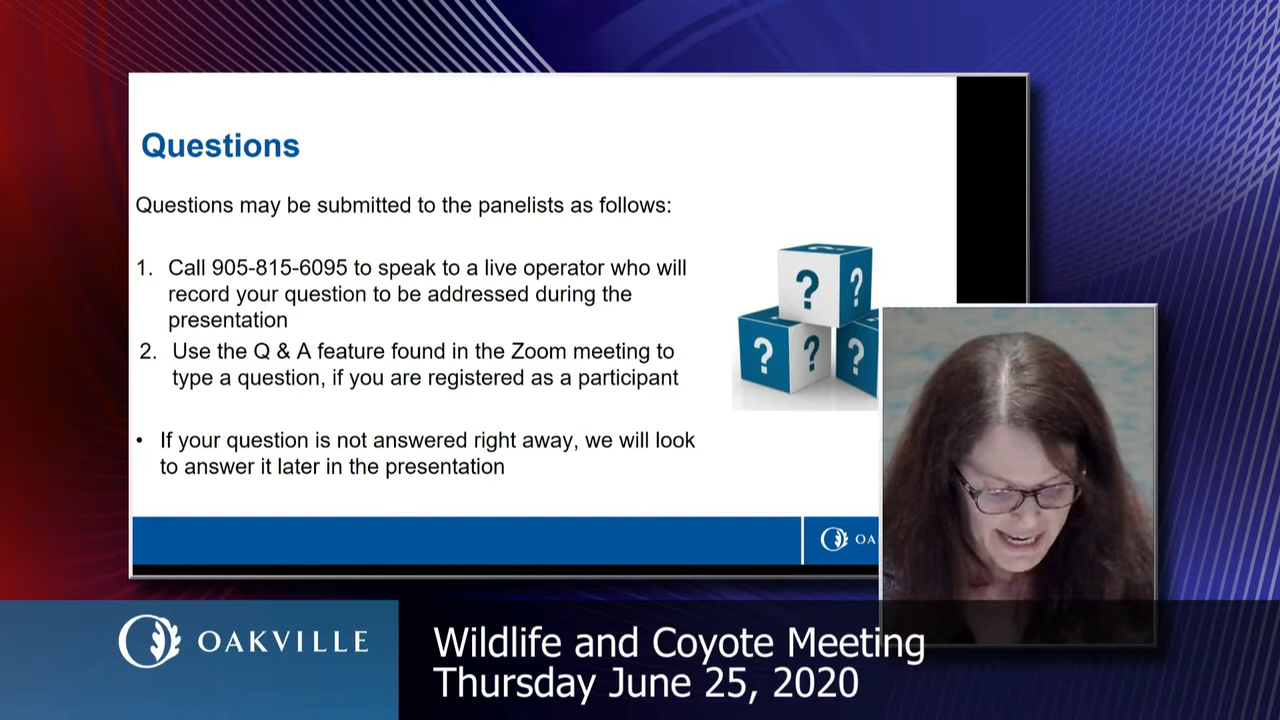 Questions
Questions may be submitted to the panelists as follows:
1. Call 905-815-6095 to speak to a live operator who will
record your question to be addressed during the
presentation
2. Use the Q & A feature found in the Zoom meeting to
type a question, if you are registered as a participant
• If your question is not answered right away, we will look
to answer it later in the presentation
? ?
? ? ?
OA
OAKVILLE
Wildlife and Coyote Meeting
Thursday June 25, 2020